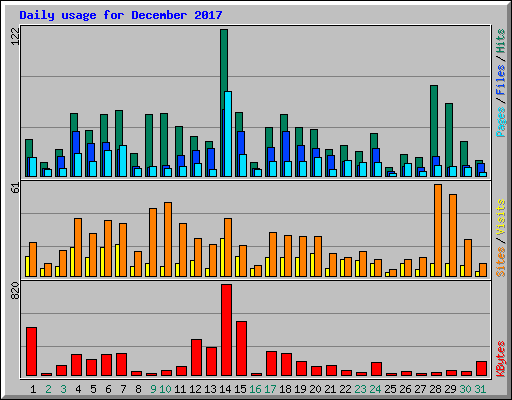 Daily usage for December 2017
122
Pages / Files / Hits
61
Sites / Visits
820
KBytes
1 2 3 4 5 6 7 8 9 10 11 12 13 14 15 16 17 18 19 20 21 22 23 24 25 26 27 28 29 30 31